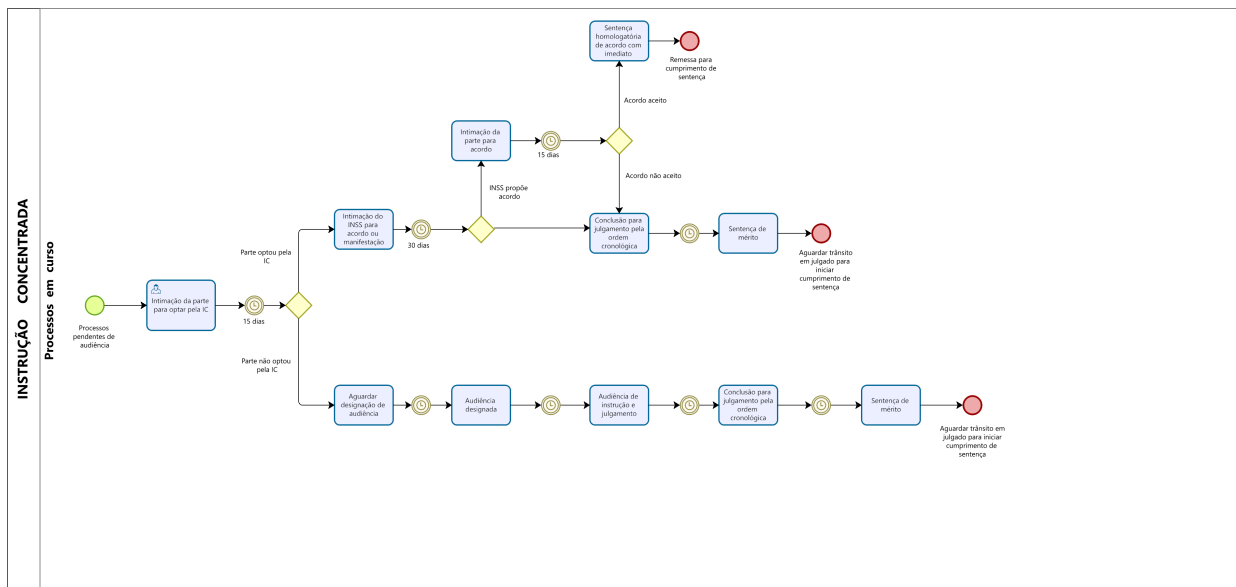 INSTRUÇÃO CONCENTRADA
Processos em curso
Processos
pendentes de
audiência
Intimação da parte
para optar pela IC
15 dias
Parte optou pela
IC
Parte não optou
pela IC
Intimação do
INSS para
acordo ou
manifestação
30 dias
INSS propõe
acordo
Intimação da
parte para
acordo
15 dias
Acordo aceito
Acordo não aceito
Sentença
homologatória
de acordo com
imediato
Remessa para
cumprimento de
sentença
Conclusão para
julgamento pela
ordem
cronológica
Sentença de
mérito
Aguardar trânsito
em julgado para
iniciar
cumprimento de
sentença
Aguardar
designação de
audiência
Audiência
designada
Audiência de
instrução e
julgamento
Conclusão para
julgamento pela
ordem
cronológica
Sentença de
mérito
Aguardar trânsito em
julgado para iniciar
cumprimento de
sentença